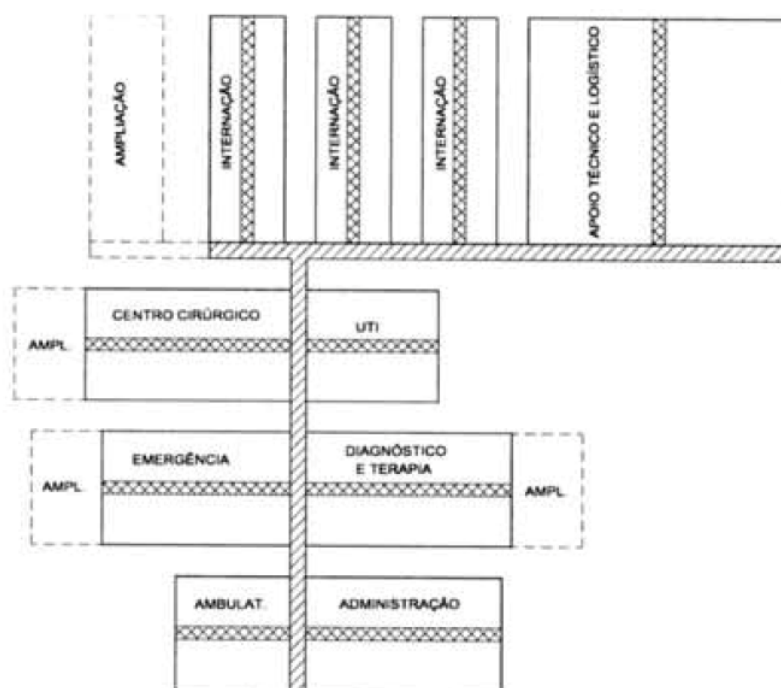 AMPLIAÇÃO
INTERNAÇÃO
INTERNAÇÃO
INTERNAÇÃO
APOIO TÉCNICO E LOGÍSTICO
CENTRO CIRÚRGICO
UTI
AMPL.
EMERGÊNCIA
DIAGNÓSTICO
E TERAPIA
AMPL.
AMPL.
AMBULAT.
ADMINISTRAÇÃO